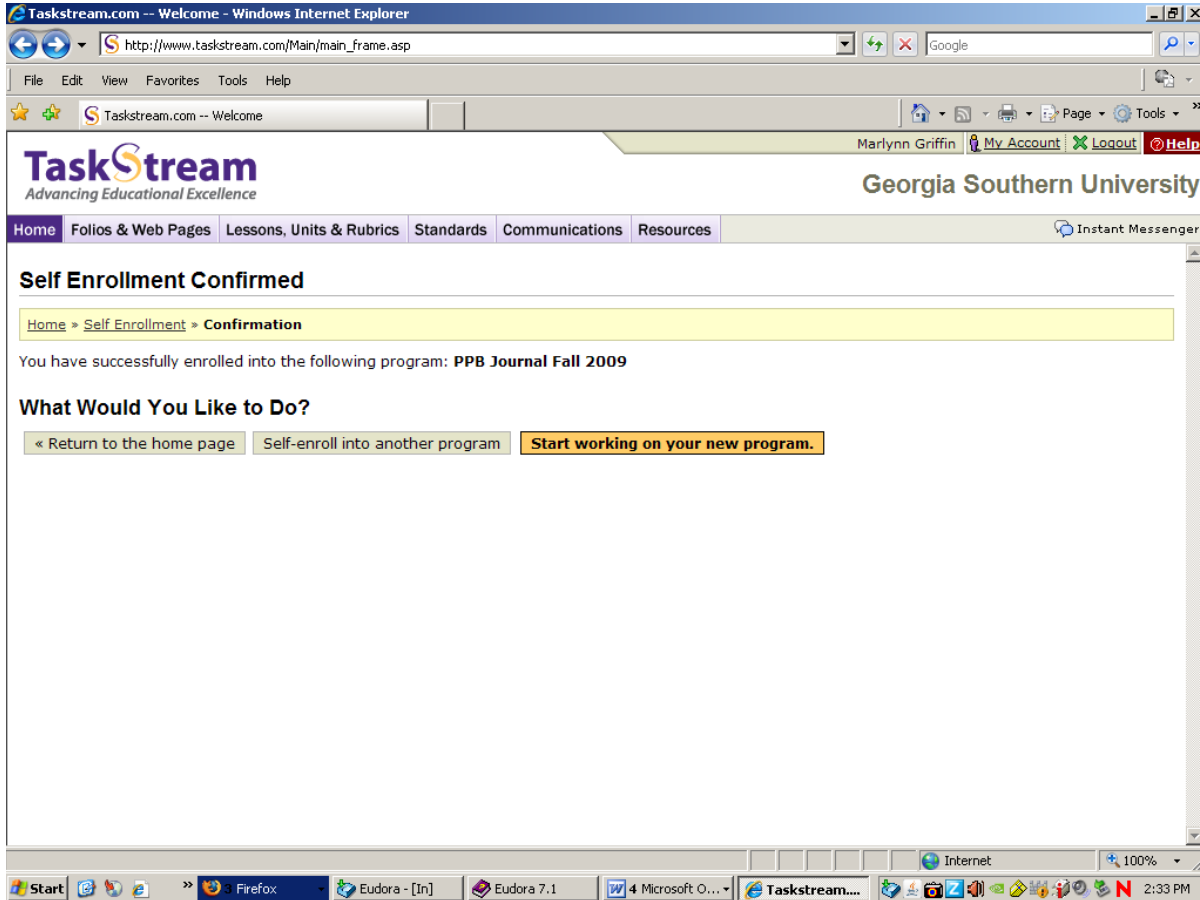 Taskstream.com -- Welcome - Windows Internet Explorer
http://www.taskstream.com/Main/main_frame.asp
Google
File Edit View Favorites Tools Help
Taskstream.com -- Welcome
Page Tools
TaskStream
Advancing Educational Excellence
Marlynn Griffin My Account Logout Help
Georgia Southern University
Home Folios & Web Pages Lessons, Units & Rubrics Standards Communications Resources Instant Messenger
Self Enrollment Confirmed
Home » Self Enrollment » Confirmation
You have successfully enrolled into the following program: PPB Journal Fall 2009
What Would You Like to Do?
« Return to the home page Self-enroll into another program Start working on your new program.
Internet 100%
Start » 3 Firefox Eudora - [In] Eudora 7.1 4 Microsoft O... Taskstream.... 2:33 PM